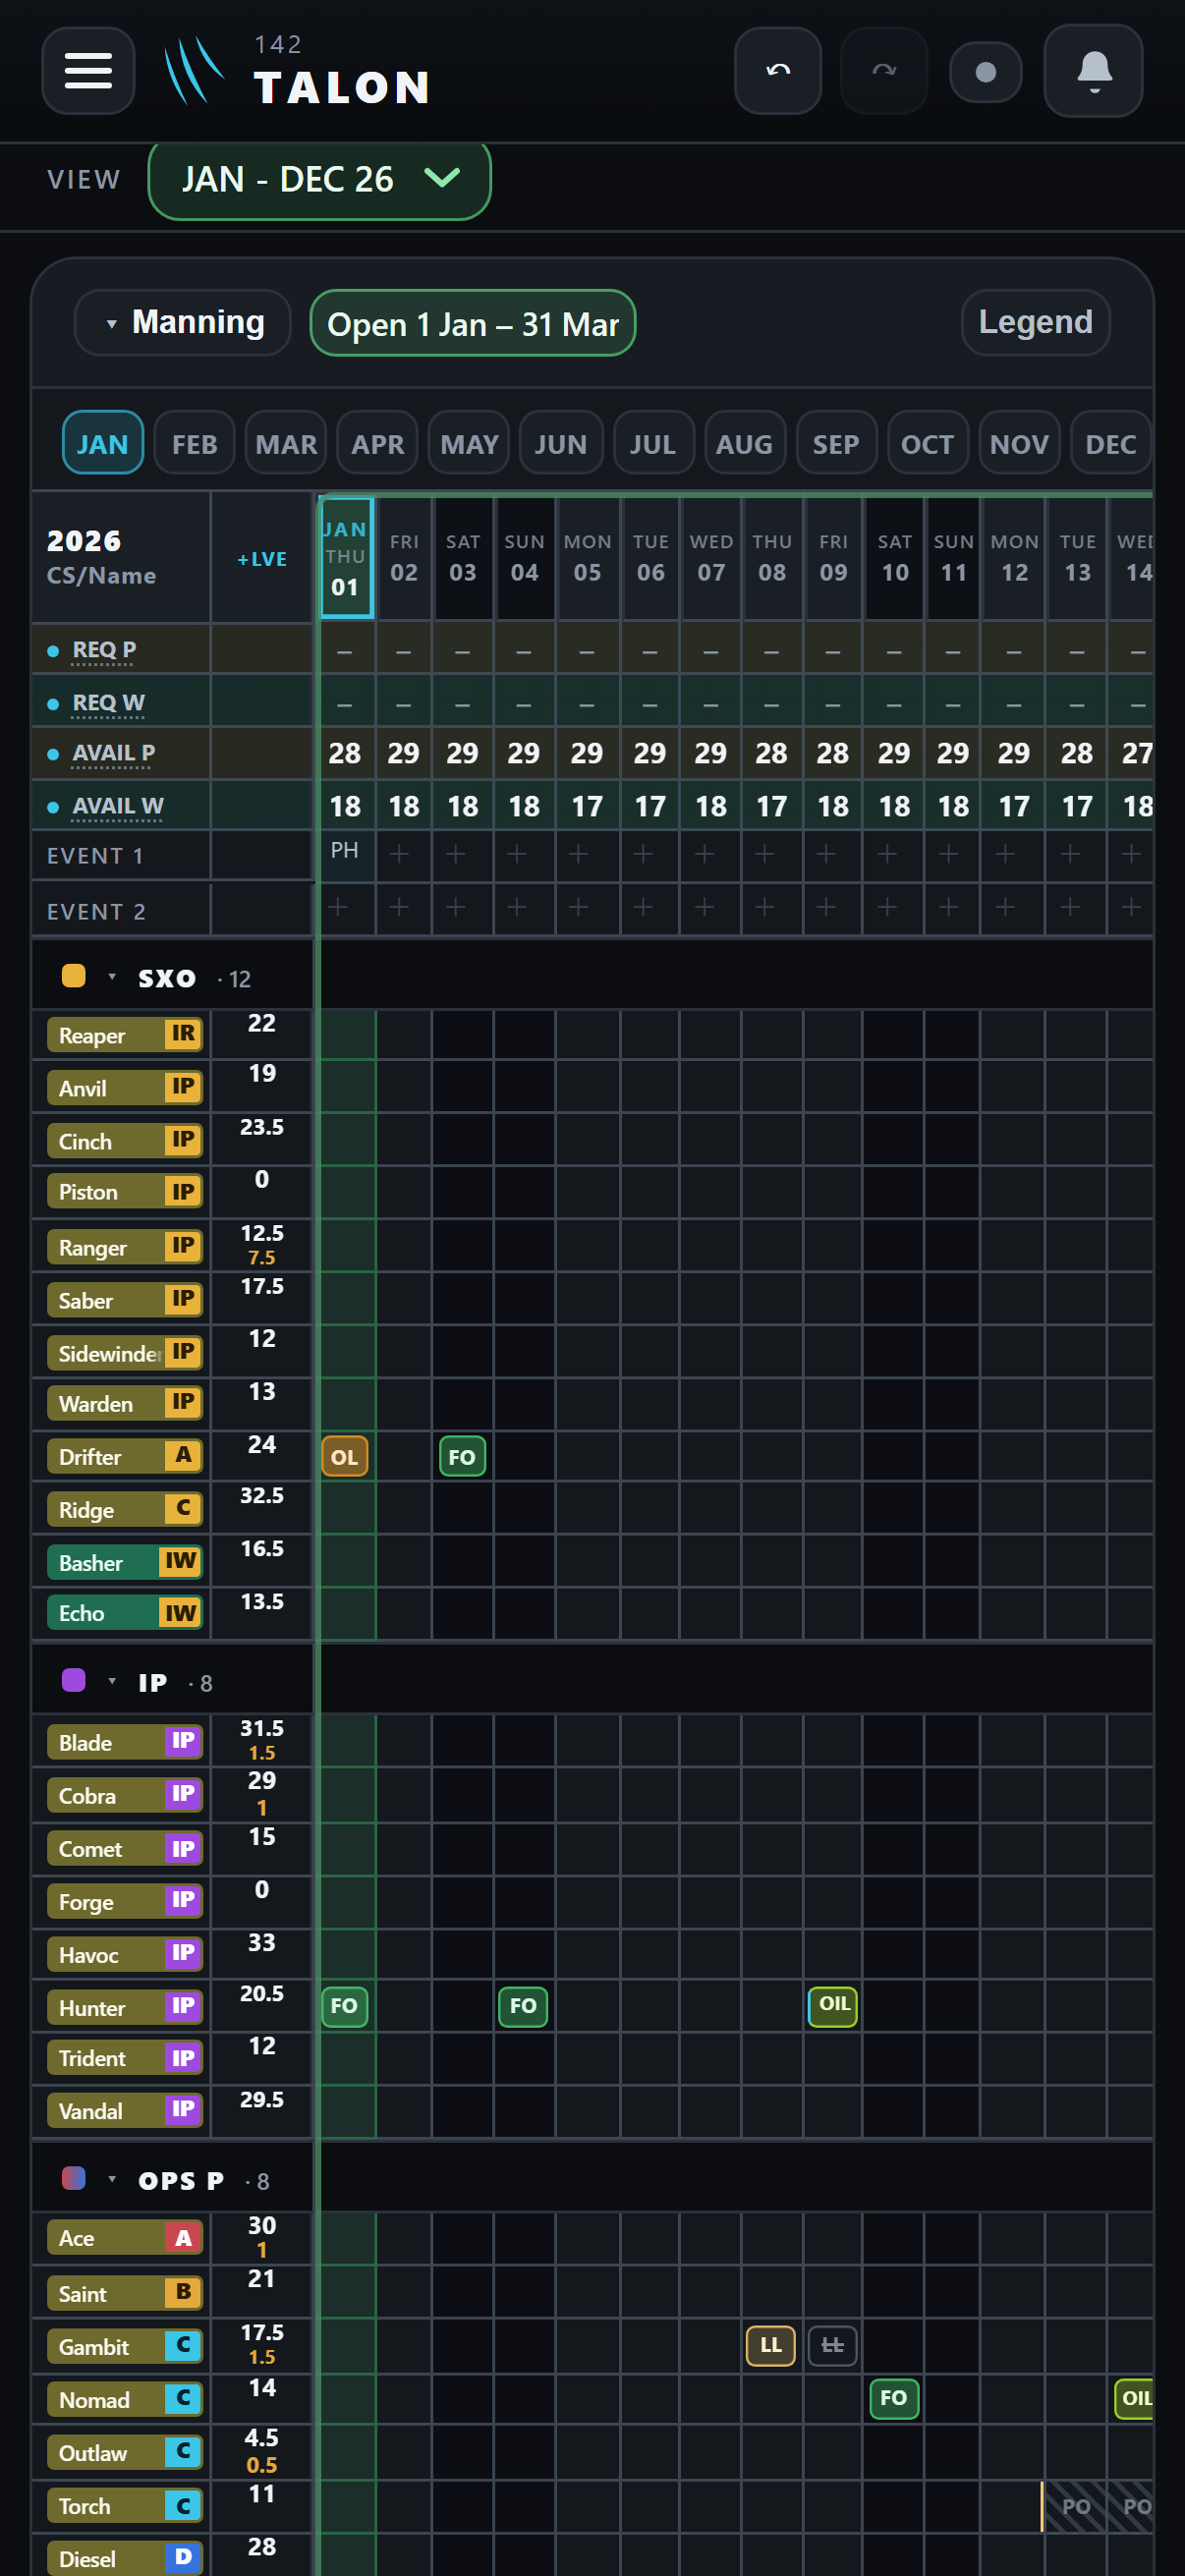 142
TALON
VIEW JAN - DEC 26
Manning Open 1 Jan – 31 Mar Legend
JAN FEB MAR APR MAY JUN JUL AUG SEP OCT NOV DEC
2026
CS/Name
+LVE
JAN THU 01
FRI 02
SAT 03
SUN 04
MON 05
TUE 06
WED 07
THU 08
FRI 09
SAT 10
SUN 11
MON 12
TUE 13
WED 14
REQ P – – – – – – – – – – – – – –
REQ W – – – – – – – – – – – – – –
AVAIL P 28 29 29 29 29 29 29 28 28 29 29 29 28 27
AVAIL W 18 18 18 18 17 17 18 17 18 18 18 17 17 18
EVENT 1 PH + + + + + + + + + + + + +
EVENT 2 + + + + + + + + + + + + + +
SXO · 12
Reaper IR 22
Anvil IP 19
Cinch IP 23.5
Piston IP 0
Ranger IP 12.5 7.5
Saber IP 17.5
Sidewinder IP 12
Warden IP 13
Drifter A 24 OL FO
Ridge C 32.5
Basher IW 16.5
Echo IW 13.5
IP · 8
Blade IP 31.5 1.5
Cobra IP 29 1
Comet IP 15
Forge IP 0
Havoc IP 33
Hunter IP 20.5 FO FO OIL
Trident IP 12
Vandal IP 29.5
OPS P · 8
Ace A 30 1
Saint B 21
Gambit C 17.5 1.5 LL LL
Nomad C 14 FO OIL
Outlaw C 4.5 0.5
Torch C 11 PO PO
Diesel D 28